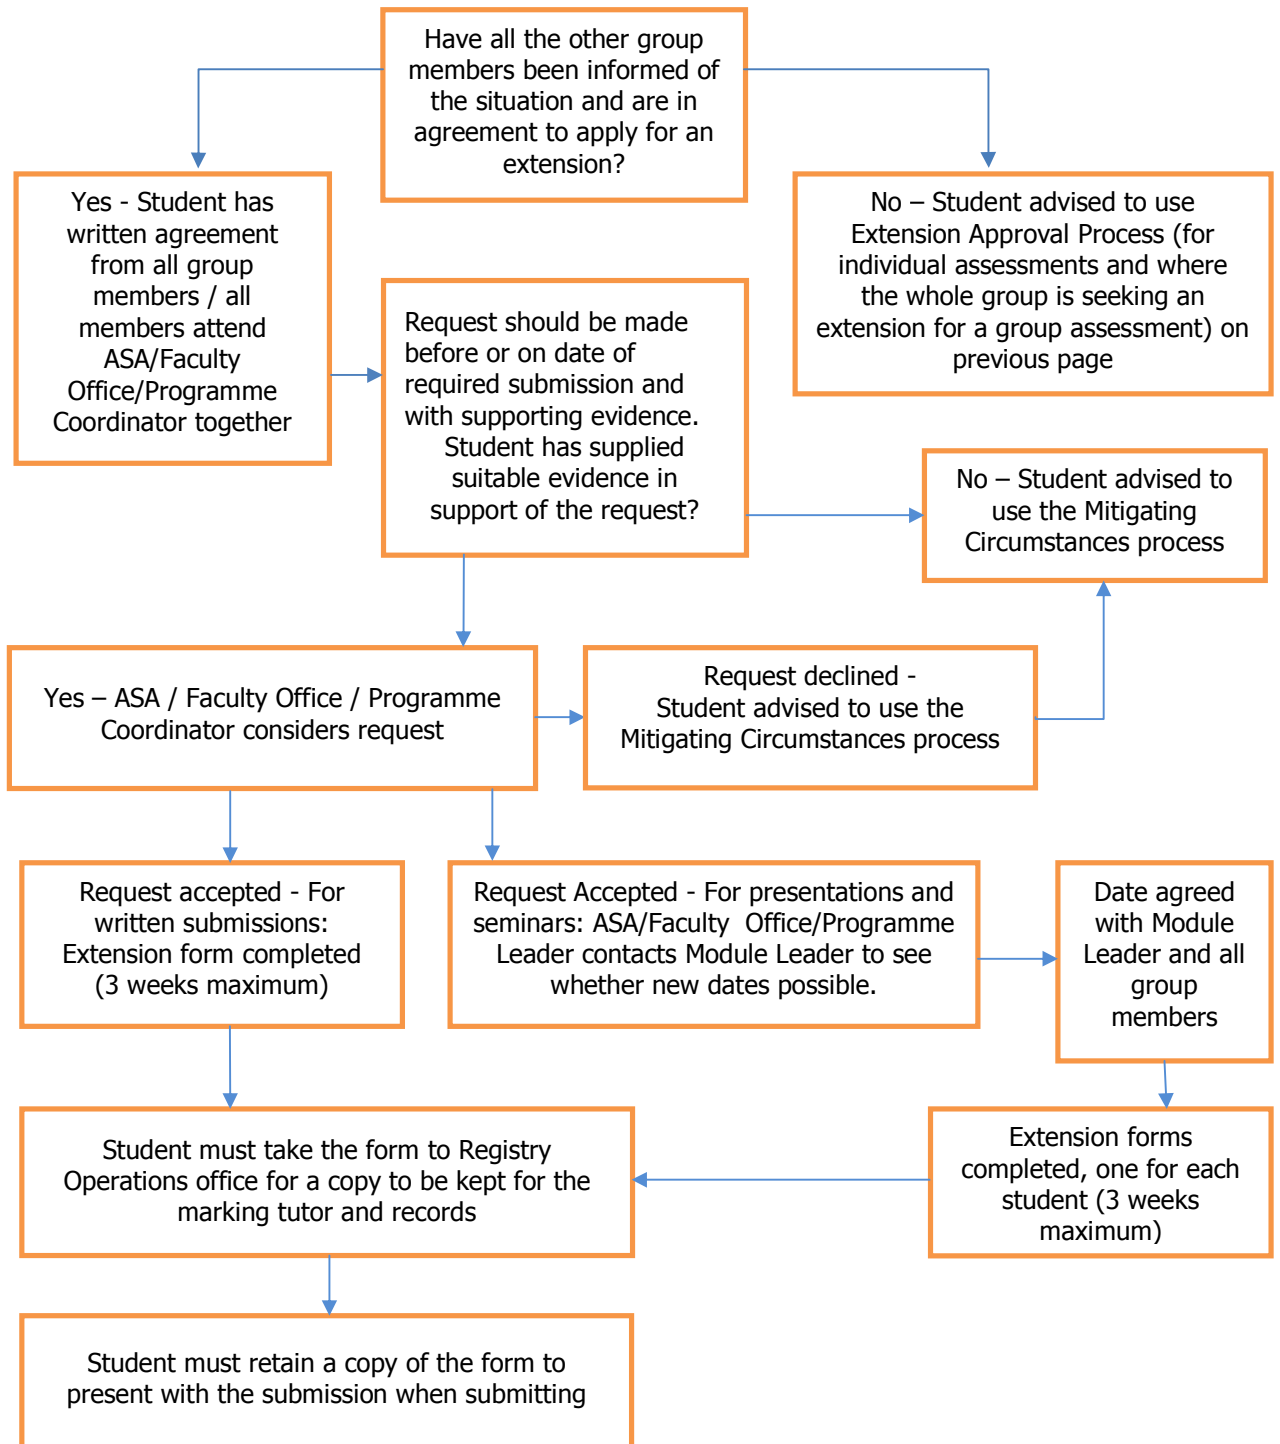 Have all the other group
members been informed of
the situation and are in
agreement to apply for an
extension?
Yes - Student has
written agreement
from all group
members / all
members attend
ASA/Faculty
Office/Programme
Coordinator together
No – Student advised to use
Extension Approval Process (for
individual assessments and where
the whole group is seeking an
extension for a group assessment) on
previous page
Request should be made
before or on date of
required submission and
with supporting evidence.
Student has supplied
suitable evidence in
support of the request?
No – Student advised to
use the Mitigating
Circumstances process
Yes – ASA / Faculty Office / Programme
Coordinator considers request
Request declined -
Student advised to use the
Mitigating Circumstances process
Request accepted - For
written submissions:
Extension form completed
(3 weeks maximum)
Request Accepted - For presentations and
seminars: ASA/Faculty  Office/Programme
Leader contacts Module Leader to see
whether new dates possible.
Date agreed
with Module
Leader and all
group
members
Student must take the form to Registry
Operations office for a copy to be kept for the
marking tutor and records
Extension forms
completed, one for each
student (3 weeks
maximum)
Student must retain a copy of the form to
present with the submission when submitting